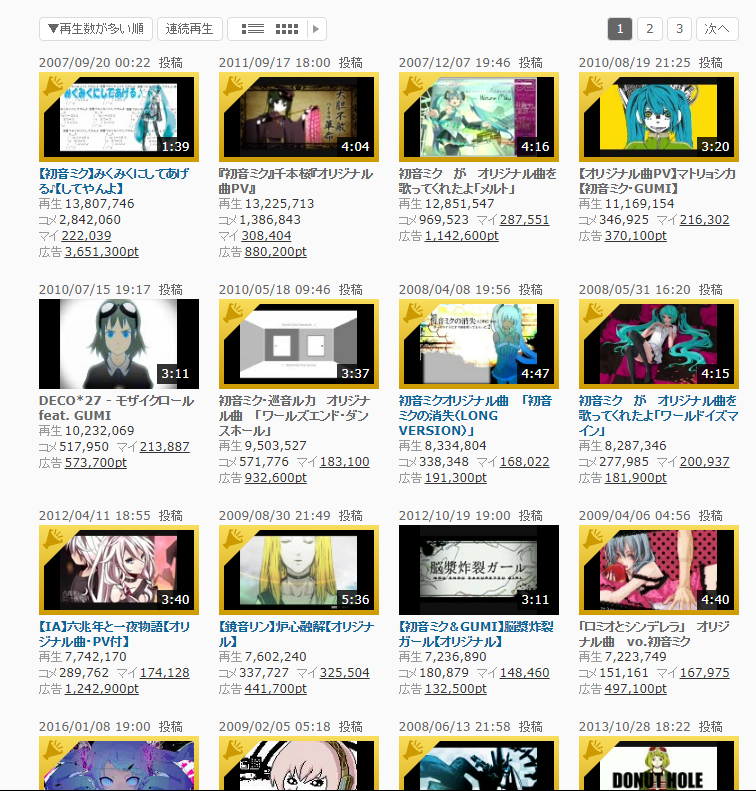 ▼再生数が多い順 連続再生 1 2 3 次へ
2007/09/20 00:22 投稿
1:39
【初音ミク】みくみくにしてあげ
る♪【してやんよ】
再生 13,807,746
コメ 2,842,060
マイ 222,039
広告 3,651,300pt
2011/09/17 18:00 投稿
大胆不敵
革命
4:04
『初音ミク』千本桜『オリジナル
曲PV』
再生 13,225,713
コメ 1,386,843
マイ 308,404
広告 880,200pt
2007/12/07 19:46 投稿
4:16
初音ミク が オリジナル曲を
歌ってくれたよ「メルト」
再生 12,851,547
コメ 969,523 マイ 287,551
広告 1,142,600pt
2010/08/19 21:25 投稿
3:20
【オリジナル曲PV】マトリョシカ
【初音ミク・GUMI】
再生 11,169,154
コメ 346,925 マイ 216,302
広告 370,100pt
2010/07/15 19:17 投稿
3:11
DECO*27 - モザイクロール
feat. GUMI
再生 10,232,069
コメ 517,950 マイ 213,887
広告 573,700pt
2010/05/18 09:46 投稿
3:37
初音ミク・巡音ルカ オリジナ
ル曲 「ワールズエンド・ダン
スホール」
再生 9,503,527
コメ 571,776 マイ 183,100
広告 932,600pt
2008/04/08 19:56 投稿
初音ミクの消失
4:47
初音ミクオリジナル曲 「初音
ミクの消失(LONG
VERSION)」
再生 8,334,804
コメ 338,348 マイ 168,022
広告 191,300pt
2008/05/31 16:20 投稿
4:15
初音ミク が オリジナル曲を
歌ってくれたよ「ワールドイズマ
イン」
再生 8,287,346
コメ 277,985 マイ 200,937
広告 181,900pt
2012/04/11 18:55 投稿
3:40
【IA】六兆年と一夜物語【オリ
ジナル曲・PV付】
再生 7,742,170
コメ 289,762 マイ 174,128
広告 1,242,900pt
2009/08/30 21:49 投稿
5:36
【鏡音リン】炉心融解【オリジナ
ル】
再生 7,602,240
コメ 337,727 マイ 325,504
広告 441,700pt
2012/10/19 19:00 投稿
脳漿炸裂ガール
NOU SHOU SAKURETSU GIRL
3:11
【初音ミク&GUMI】脳漿炸裂
ガール【オリジナル】
再生 7,236,890
コメ 180,879 マイ 148,460
広告 132,500pt
2009/04/06 04:56 投稿
4:40
「ロミオとシンデレラ」 オリジ
ナル曲 vo.初音ミク
再生 7,223,749
コメ 151,161 マイ 167,975
広告 497,100pt
2016/01/08 19:00 投稿
2009/02/05 05:18 投稿
2008/06/13 21:58 投稿
2013/10/28 18:22 投稿
DONUT HOLE